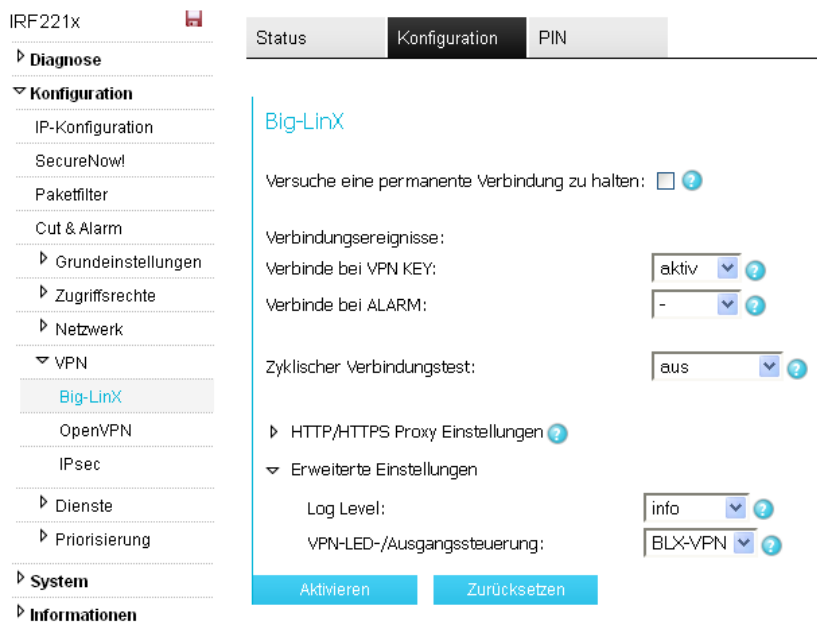 IRF221x
Diagnose
Konfiguration
IP-Konfiguration
SecureNow!
Paketfilter
Cut & Alarm
Grundeinstellungen
Zugriffsrechte
Netzwerk
VPN
Big-LinX
OpenVPN
IPsec
Dienste
Priorisierung
System
Informationen
Status Konfiguration PIN
Big-LinX
Versuche eine permanente Verbindung zu halten: ?
Verbindungsereignisse:
Verbinde bei VPN KEY: aktiv ?
Verbinde bei ALARM: - ?
Zyklischer Verbindungstest: aus ?
HTTP/HTTPS Proxy Einstellungen ?
Erweiterte Einstellungen
Log Level: info ?
VPN-LED-/Ausgangssteuerung: BLX-VPN ?
Aktivieren Zurücksetzen